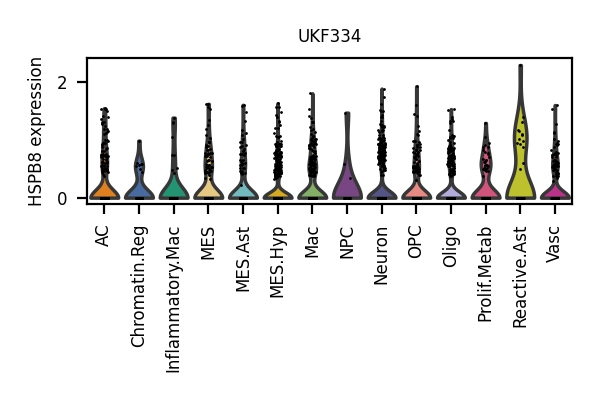 UKF334
HSPB8 expression
2
0
AC
Chromatin.Reg
Inflammatory.Mac
MES
MES.Ast
MES.Hyp
Mac
NPC
Neuron
OPC
Oligo
Prolif.Metab
Reactive.Ast
Vasc